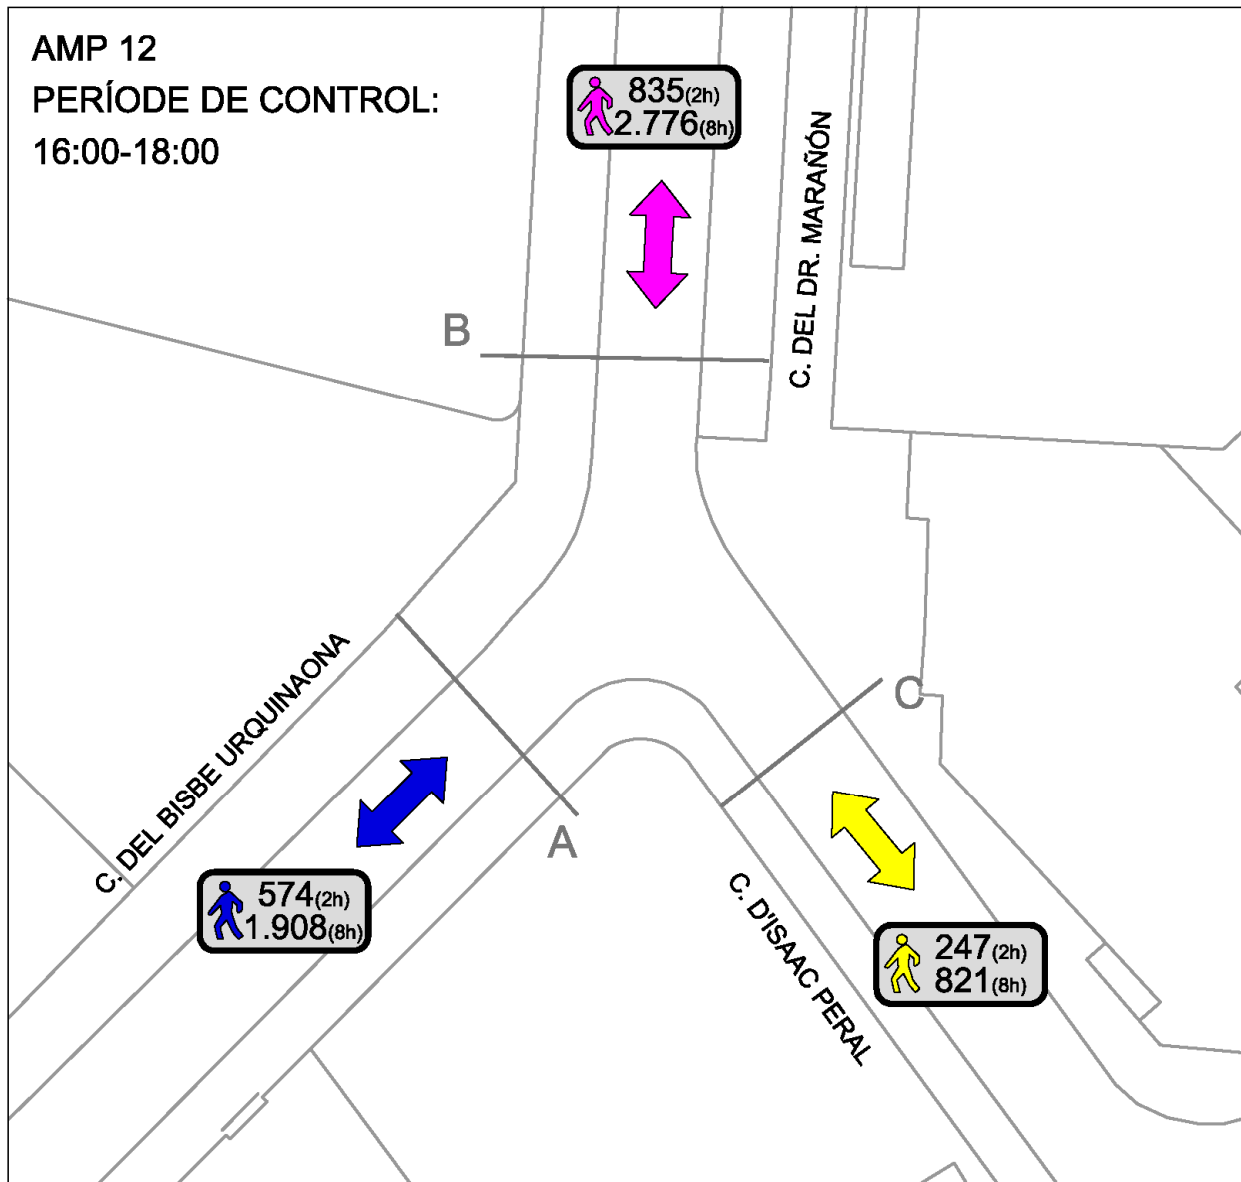 AMP 12
PERÍODE DE CONTROL:
16:00-18:00
835(2h)
2.776(8h)
C. DEL DR. MARAÑÓN
B
C. DEL BISBE URQUINAONA
C
A
574(2h)
1.908(8h)
C. D'ISAAC PERAL
247(2h)
821(8h)